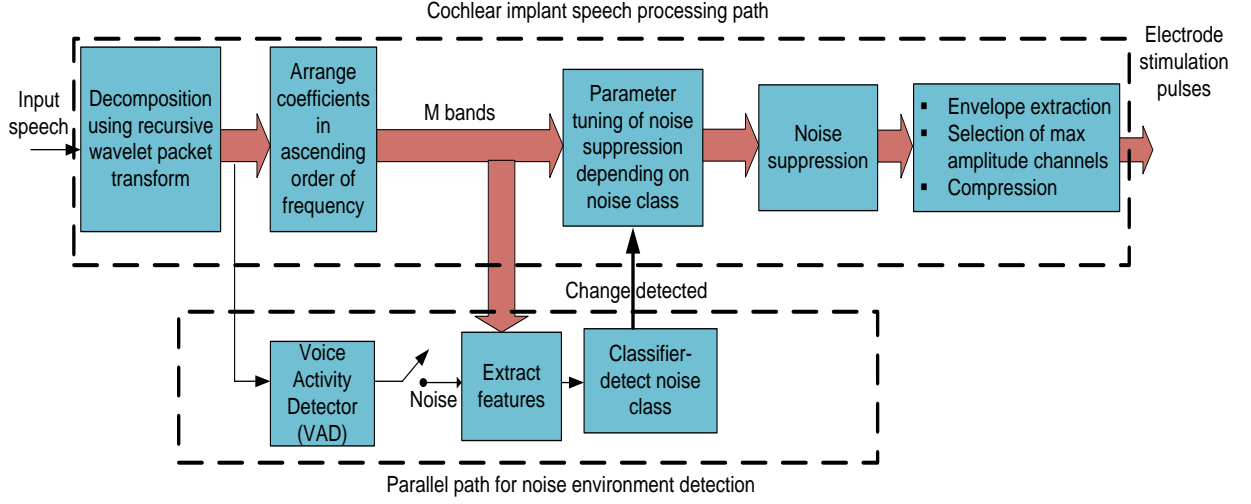 Cochlear implant speech processing path
Electrode
stimulation
pulses
Input
speech
Decomposition
using recursive
wavelet packet
transform
Arrange
coefficients
in
ascending
order of
frequency
M bands
Parameter
tuning of noise
suppression
depending on
noise class
Noise
suppression
▪ Envelope extraction
▪ Selection of max
amplitude channels
▪ Compression
Change detected
Voice
Activity
Detector
(VAD)
Noise
Extract
features
Classifier-
detect noise
class
Parallel path for noise environment detection